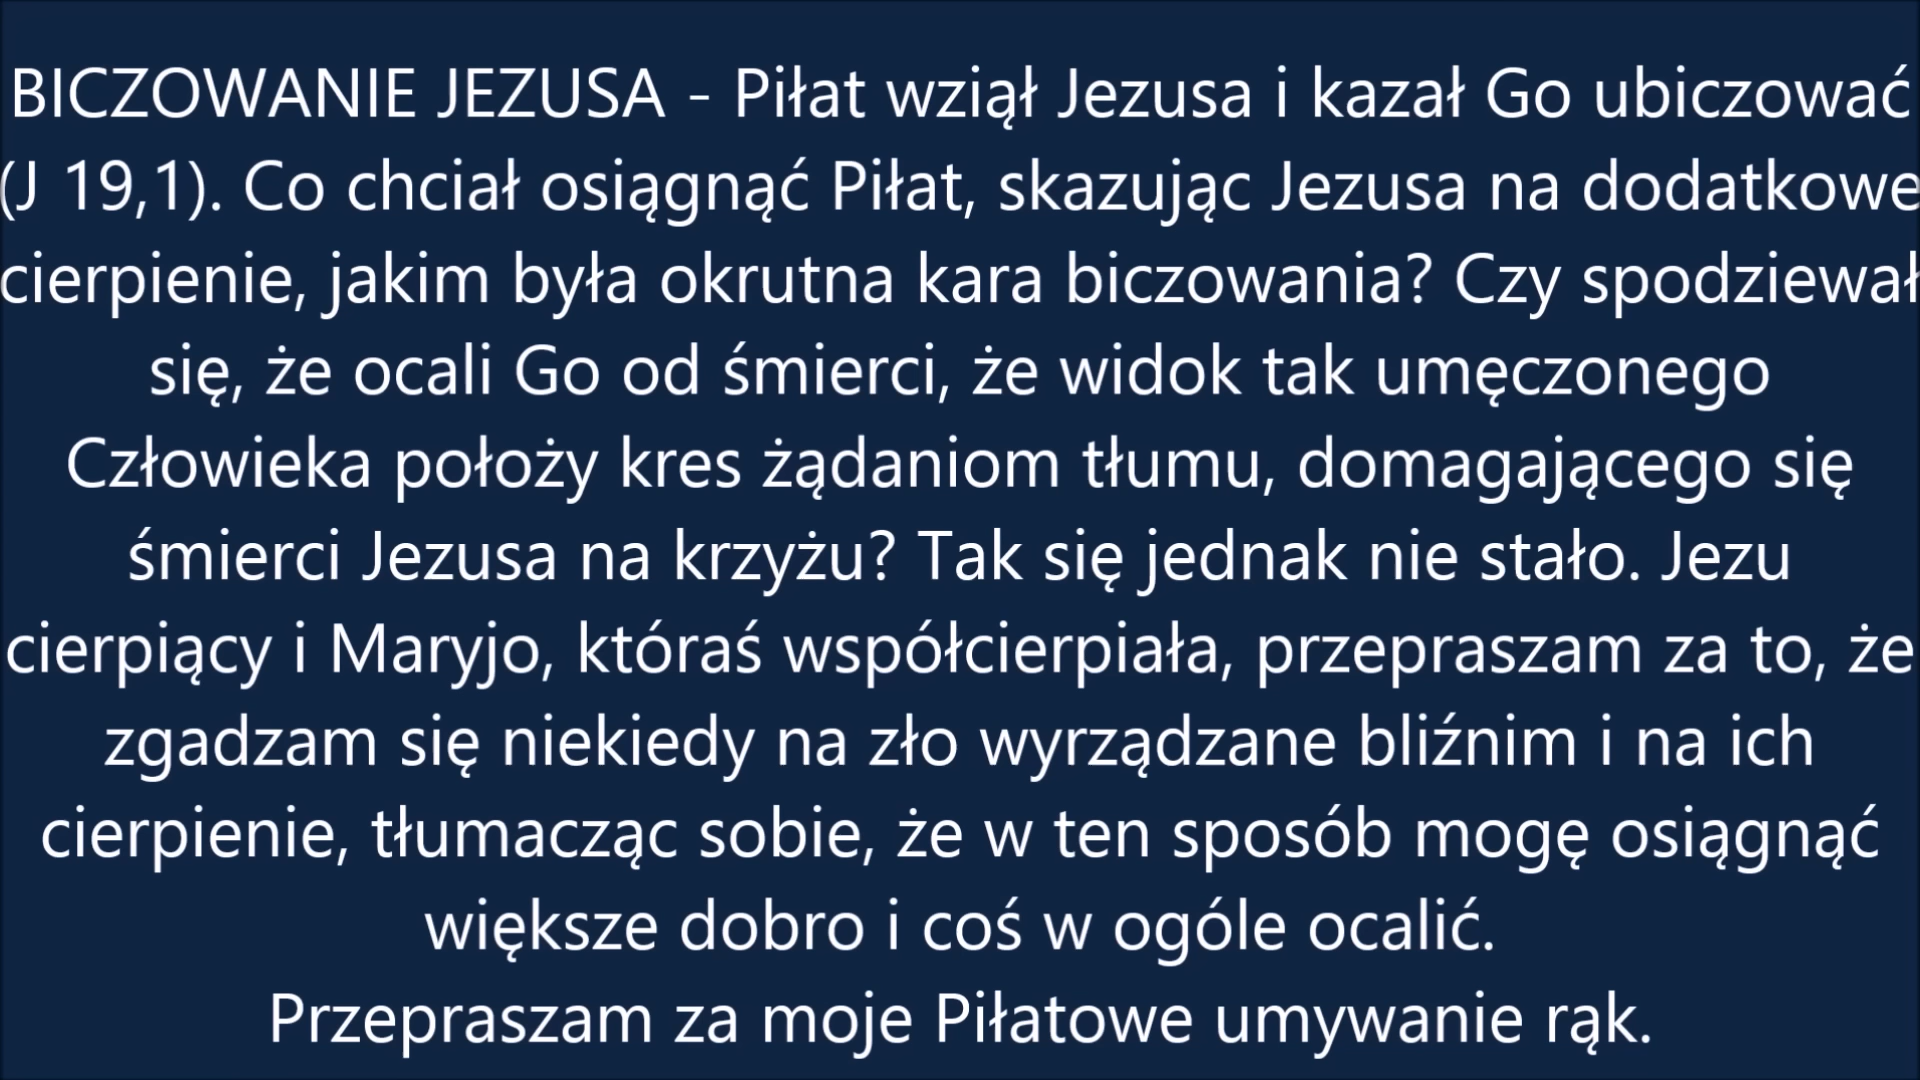 BICZOWANIE JEZUSA - Piłat wziął Jezusa i kazał Go ubiczować
(J 19,1). Co chciał osiągnąć Piłat, skazując Jezusa na dodatkowe
cierpienie, jakim była okrutna kara biczowania? Czy spodziewał
się, że ocali Go od śmierci, że widok tak umęczonego
Człowieka położy kres żądaniom tłumu, domagającego się
śmierci Jezusa na krzyżu? Tak się jednak nie stało. Jezu
cierpiący i Maryjo, któraś współcierpiała, przepraszam za to, że
zgadzam się niekiedy na zło wyrządzane bliźnim i na ich
cierpienie, tłumacząc sobie, że w ten sposób mogę osiągnąć
większe dobro i coś w ogóle ocalić.
Przepraszam za moje Piłatowe umywanie rąk.